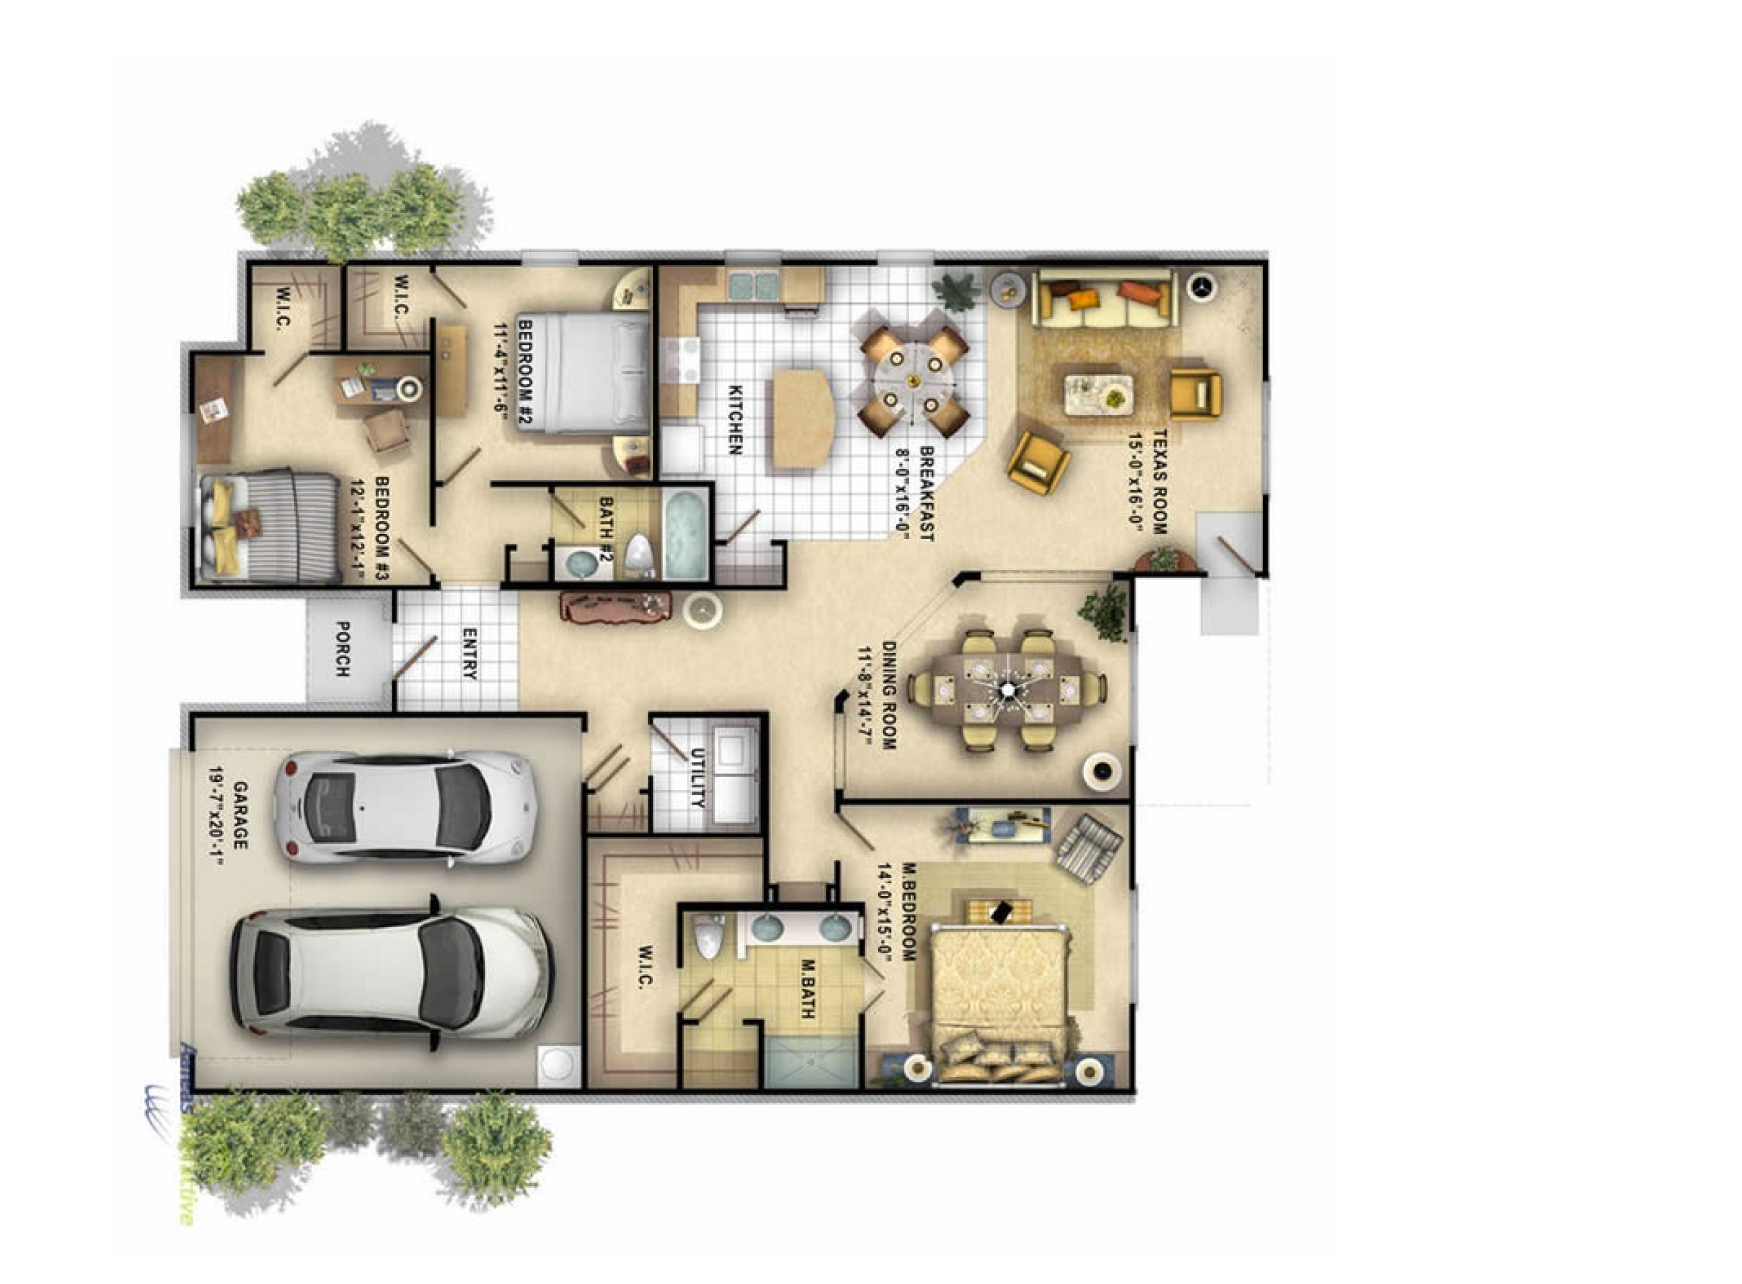 W.I.C.
W.I.C.
BEDROOM #2
11'-4"x11'-6"
KITCHEN
BREAKFAST
8'-0"x16'-0"
TEXAS ROOM
15'-0"x16'-0"
BEDROOM #3
12'-1"x12'-1"
BATH #2
PORCH
ENTRY
DINING ROOM
11'-8"x14'-7"
UTILITY
GARAGE
19'-7"x20'-1"
M.BEDROOM
14'-0"x15'-0"
W.I.C.
M.BATH